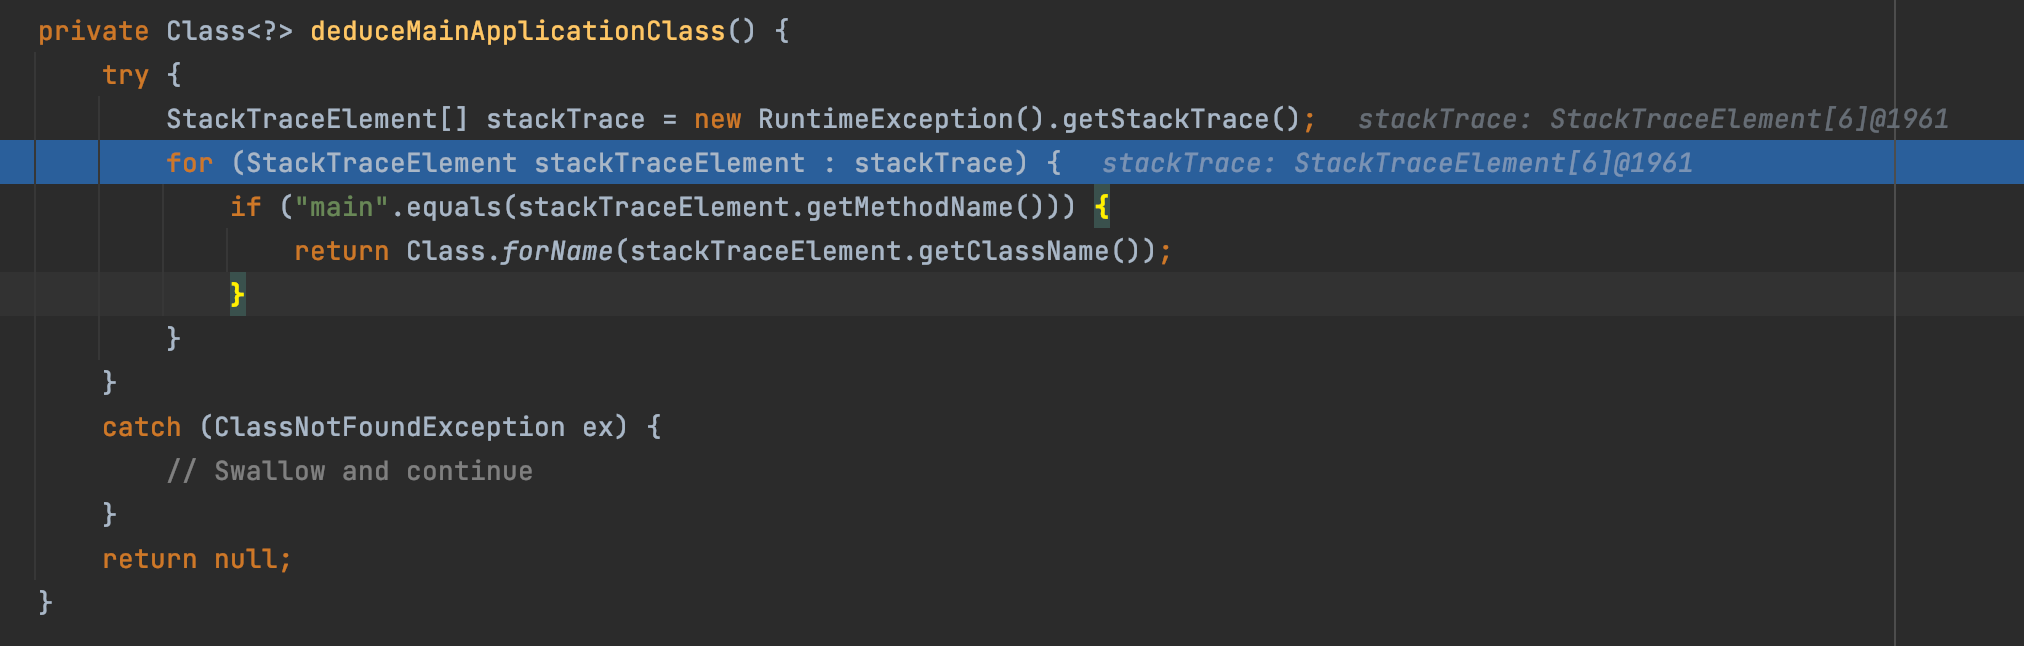 private Class<?> deduceMainApplicationClass() {
    try {
        StackTraceElement[] stackTrace = new RuntimeException().getStackTrace();  stackTrace: StackTraceElement[6]@1961
        for (StackTraceElement stackTraceElement : stackTrace) {  stackTrace: StackTraceElement[6]@1961
            if ("main".equals(stackTraceElement.getMethodName())) {
                return Class.forName(stackTraceElement.getClassName());
            }
        }
    }
    catch (ClassNotFoundException ex) {
        // Swallow and continue
    }
    return null;
}